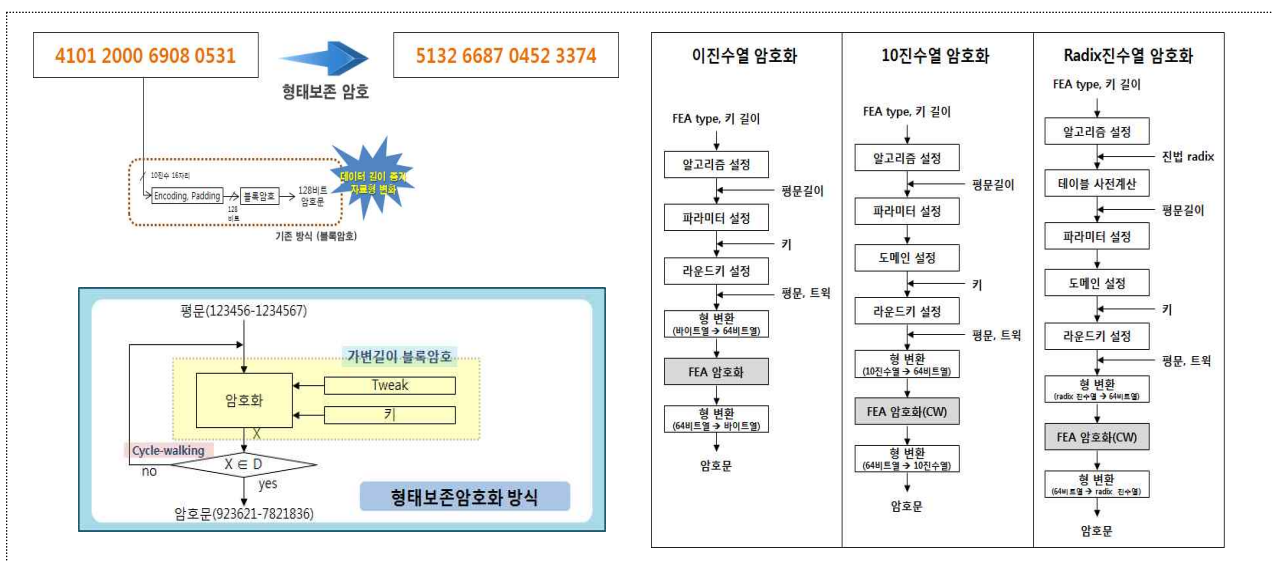 4101 2000 6908 0531
5132 6687 0452 3374
형태보존 암호
10진수 16자리
Encoding, Padding
블록암호
128비트
암호문
128
비트
데이터 길이 증가
자료형 변화
기존 방식 (블록암호)
평문(123456-1234567)
가변길이 블록암호
암호화
Tweak
키
X
Cycle-walking
no
X ∈ D
yes
형태보존암호화 방식
암호문(923621-7821836)
이진수열 암호화
FEA type, 키 길이
알고리즘 설정
평문길이
파라미터 설정
키
라운드키 설정
평문, 트윅
형 변환
(바이트열 → 64비트열)
FEA 암호화
형 변환
(64비트열 → 바이트열)
암호문
10진수열 암호화
FEA type, 키 길이
알고리즘 설정
평문길이
파라미터 설정
도메인 설정
키
라운드키 설정
평문, 트윅
형 변환
(10진수열 → 64비트열)
FEA 암호화(CW)
형 변환
(64비트열 → 10진수열)
암호문
Radix진수열 암호화
FEA type, 키 길이
알고리즘 설정
진법 radix
테이블 사전계산
평문길이
파라미터 설정
도메인 설정
키
라운드키 설정
평문, 트윅
형 변환
(radix 진수열 → 64비트열)
FEA 암호화(CW)
형 변환
(64비트열 → radix 진수열)
암호문